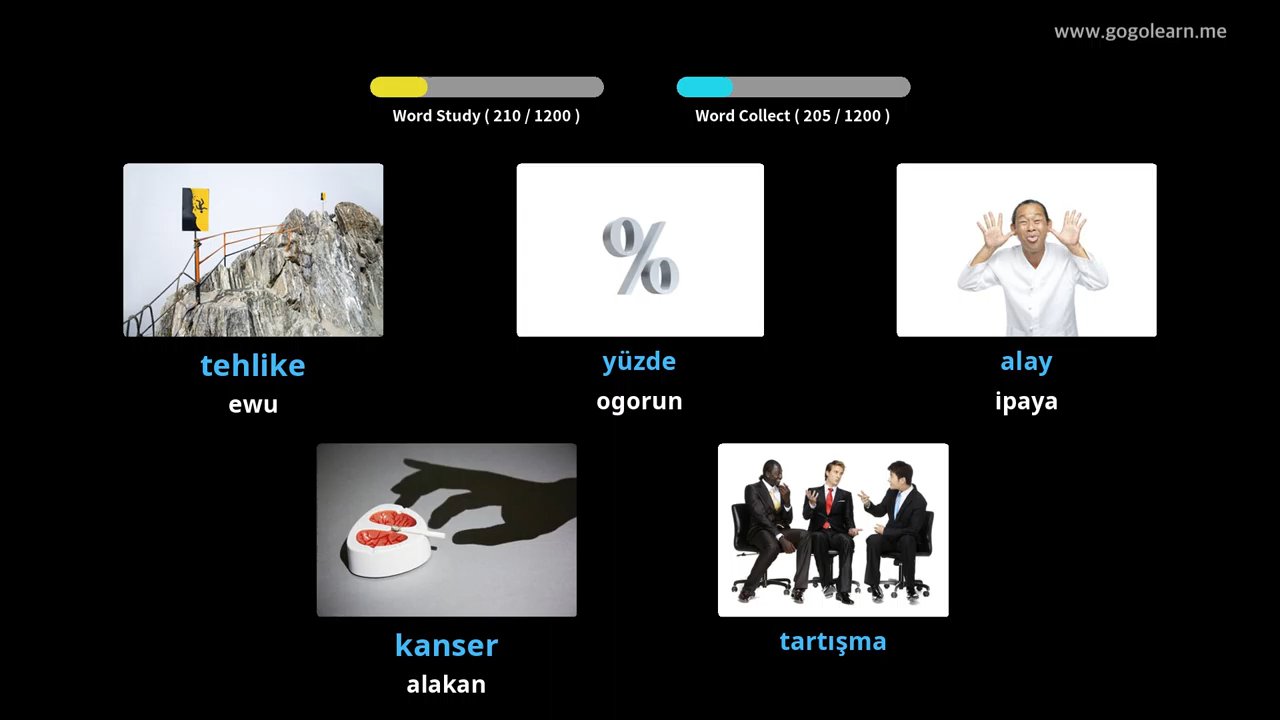 www.gogolearn.me
Word Study ( 210 / 1200 )
Word Collect ( 205 / 1200 )
tehlike
ewu
yüzde
ogorun
alay
ipaya
%
kanser
alakan
tartışma